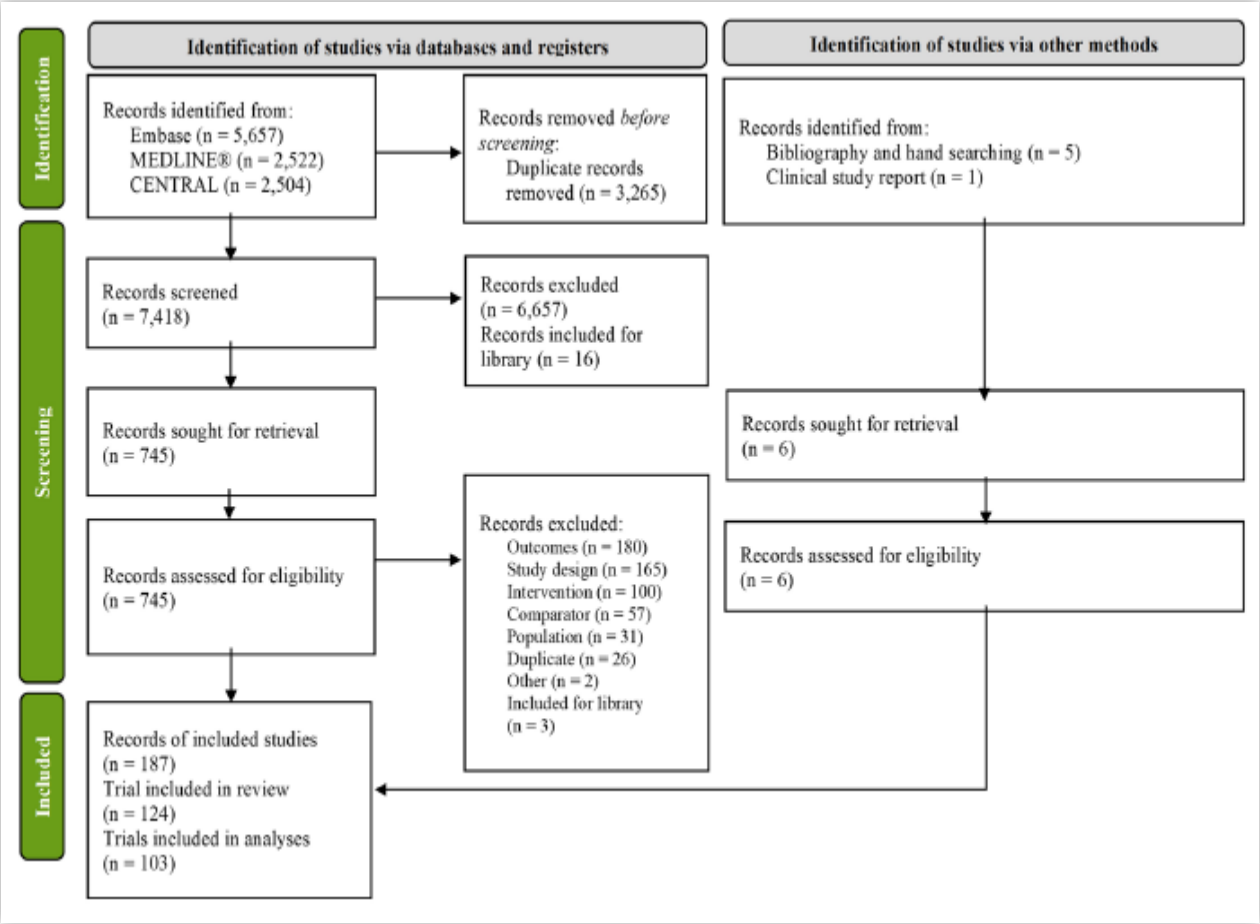 Identification of studies via databases and registers
Identification of studies via other methods
Identification
Records identified from:
Embase (n = 5,657)
MEDLINE® (n = 2,522)
CENTRAL (n = 2,504)
Records removed before
screening:
Duplicate records
removed (n = 3,265)
Records identified from:
Bibliography and hand searching (n = 5)
Clinical study report (n = 1)
Screening
Records screened
(n = 7,418)
Records excluded
(n = 6,657)
Records included for
library (n = 16)
Records sought for retrieval
(n = 745)
Records sought for retrieval
(n = 6)
Records assessed for eligibility
(n = 745)
Records excluded:
Outcomes (n = 180)
Study design (n = 165)
Intervention (n = 100)
Comparator (n = 57)
Population (n = 31)
Duplicate (n = 26)
Other (n = 2)
Included for library
(n = 3)
Records assessed for eligibility
(n = 6)
Included
Records of included studies
(n = 187)
Trial included in review
(n = 124)
Trials included in analyses
(n = 103)